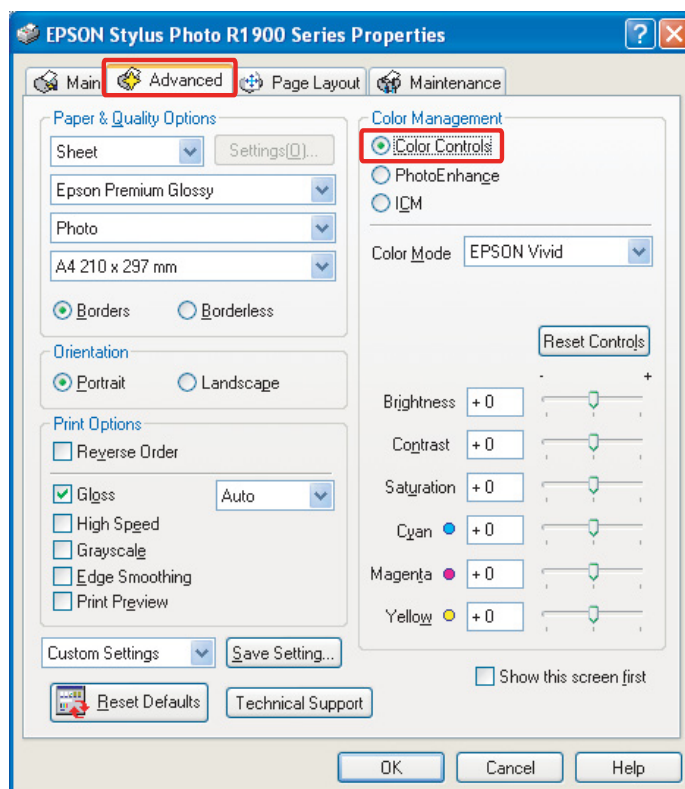 EPSON Stylus Photo R1900 Series Properties
Main
Advanced
Page Layout
Maintenance
Paper & Quality Options
Sheet
Settings(O)...
Epson Premium Glossy
Photo
A4 210 x 297 mm
Borders
Borderless
Orientation
Portrait
Landscape
Print Options
Reverse Order
Gloss
Auto
High Speed
Grayscale
Edge Smoothing
Print Preview
Custom Settings
Save Setting...
Reset Defaults
Technical Support
Color Management
Color Controls
PhotoEnhance
ICM
Color Mode
EPSON Vivid
Reset Controls
- +
Brightness + 0
Contrast + 0
Saturation + 0
Cyan + 0
Magenta + 0
Yellow + 0
Show this screen first
OK
Cancel
Help